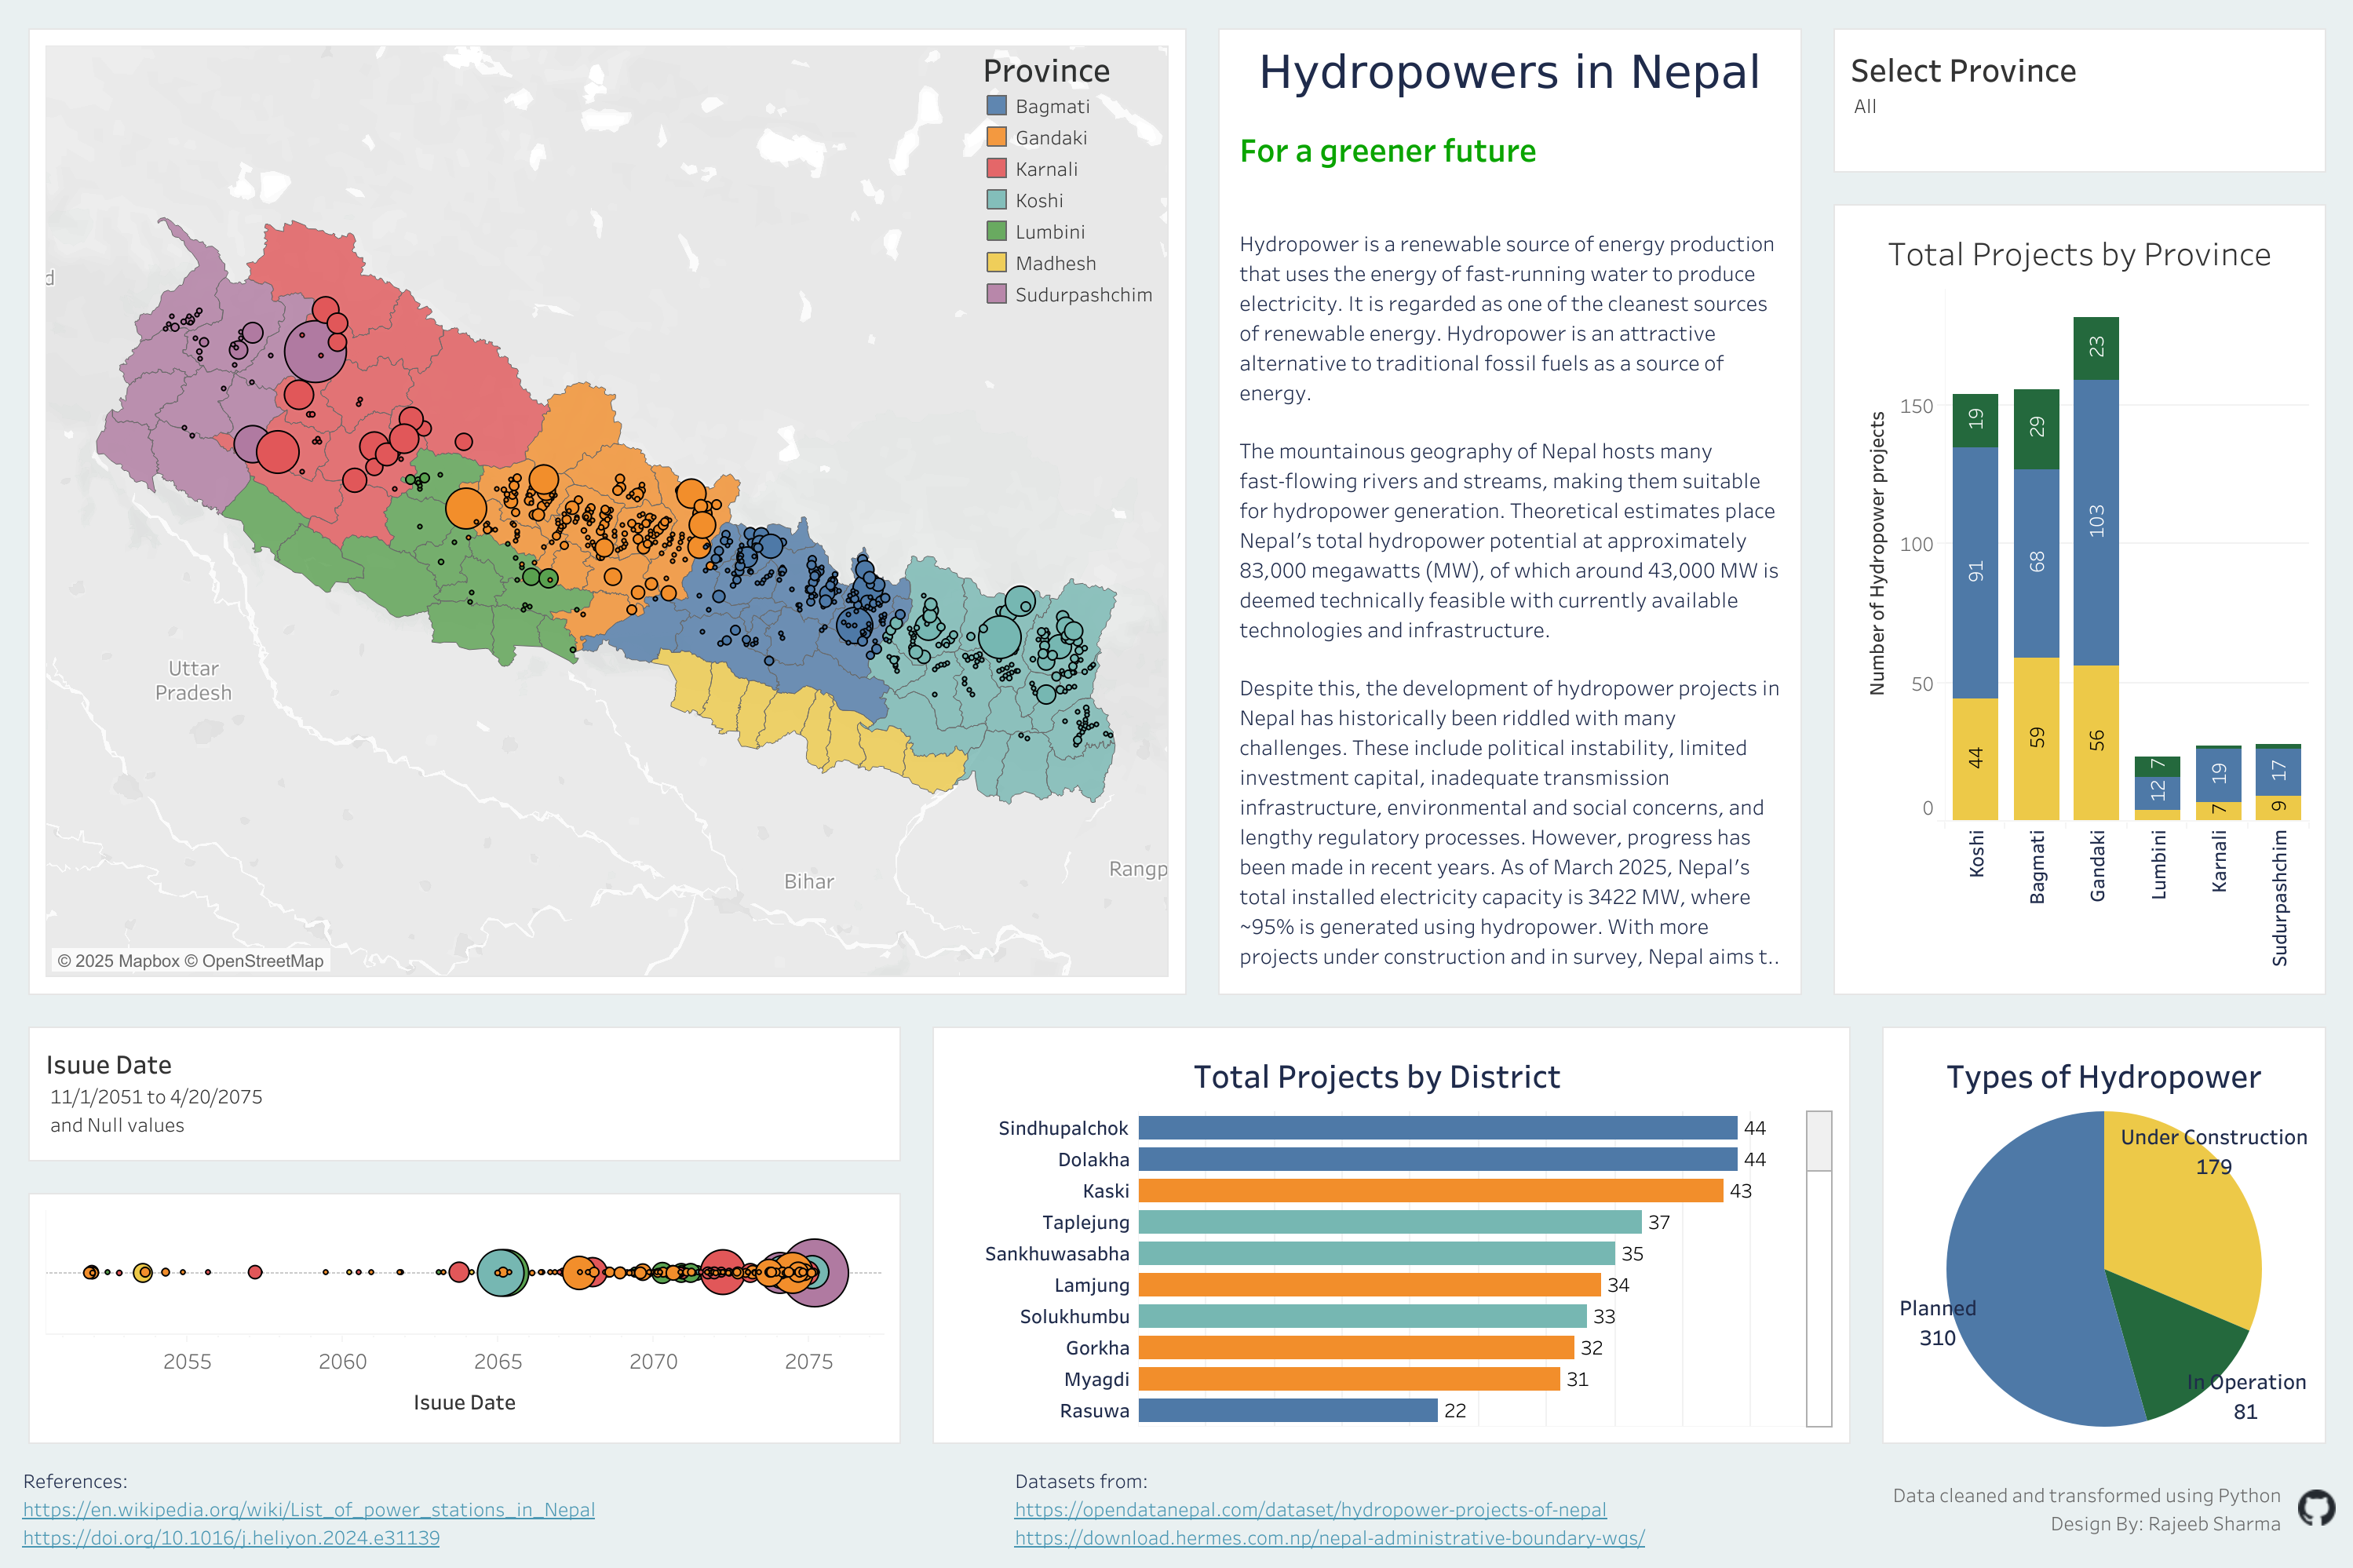 Province
Bagmati
Gandaki
Karnali
Koshi
Lumbini
Madhesh
Sudurpashchim
d
Uttar
Pradesh
Bihar
Rangp
© 2025 Mapbox © OpenStreetMap
Hydropowers in Nepal
For a greener future
Hydropower is a renewable source of energy production
that uses the energy of fast-running water to produce
electricity. It is regarded as one of the cleanest sources
of renewable energy. Hydropower is an attractive
alternative to traditional fossil fuels as a source of
energy.
The mountainous geography of Nepal hosts many
fast-flowing rivers and streams, making them suitable
for hydropower generation. Theoretical estimates place
Nepal’s total hydropower potential at approximately
83,000 megawatts (MW), of which around 43,000 MW is
deemed technically feasible with currently available
technologies and infrastructure.
Despite this, the development of hydropower projects in
Nepal has historically been riddled with many
challenges. These include political instability, limited
investment capital, inadequate transmission
infrastructure, environmental and social concerns, and
lengthy regulatory processes. However, progress has
been made in recent years. As of March 2025, Nepal’s
total installed electricity capacity is 3422 MW, where
~95% is generated using hydropower. With more
projects under construction and in survey, Nepal aims t..
Select Province
All
Total Projects by Province
Number of Hydropower projects
150
100
50
0
19
91
44
29
68
59
23
103
56
7
12
19
7
17
9
Koshi
Bagmati
Gandaki
Lumbini
Karnali
Sudurpashchim
Isuue Date
11/1/2051 to 4/20/2075
and Null values
2055
2060
2065
2070
2075
Isuue Date
Total Projects by District
Sindhupalchok 44
Dolakha 44
Kaski 43
Taplejung 37
Sankhuwasabha 35
Lamjung 34
Solukhumbu 33
Gorkha 32
Myagdi 31
Rasuwa 22
Types of Hydropower
Under Construction
179
Planned
310
In Operation
81
References:
https://en.wikipedia.org/wiki/List_of_power_stations_in_Nepal
https://doi.org/10.1016/j.heliyon.2024.e31139
Datasets from:
https://opendatanepal.com/dataset/hydropower-projects-of-nepal
https://download.hermes.com.np/nepal-administrative-boundary-wgs/
Data cleaned and transformed using Python
Design By: Rajeeb Sharma